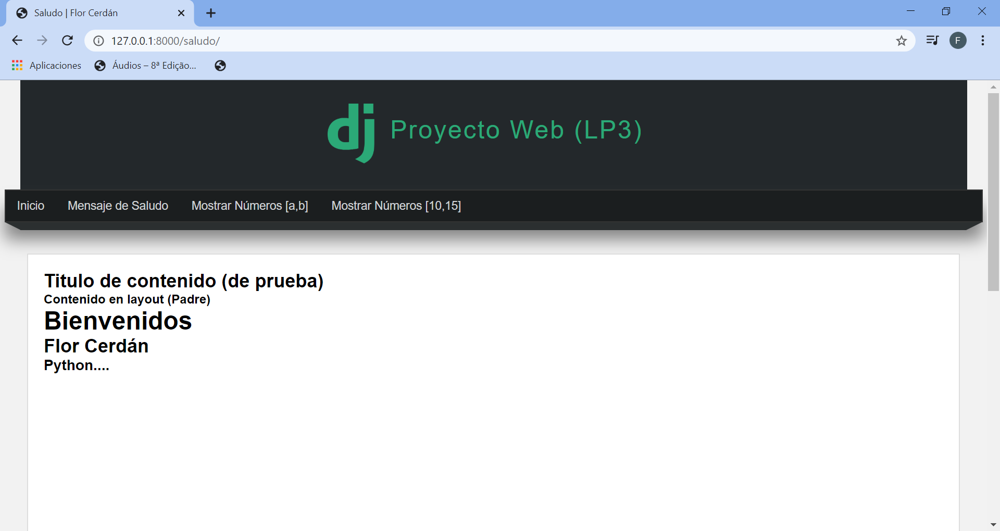 Saludo | Flor Cerdán
127.0.0.1:8000/saludo/
F
Aplicaciones
Áudios – 8ª Edição...
dj Proyecto Web (LP3)
Inicio Mensaje de Saludo Mostrar Números [a,b] Mostrar Números [10,15]
Titulo de contenido (de prueba)
Contenido en layout (Padre)
Bienvenidos
Flor Cerdán
Python....